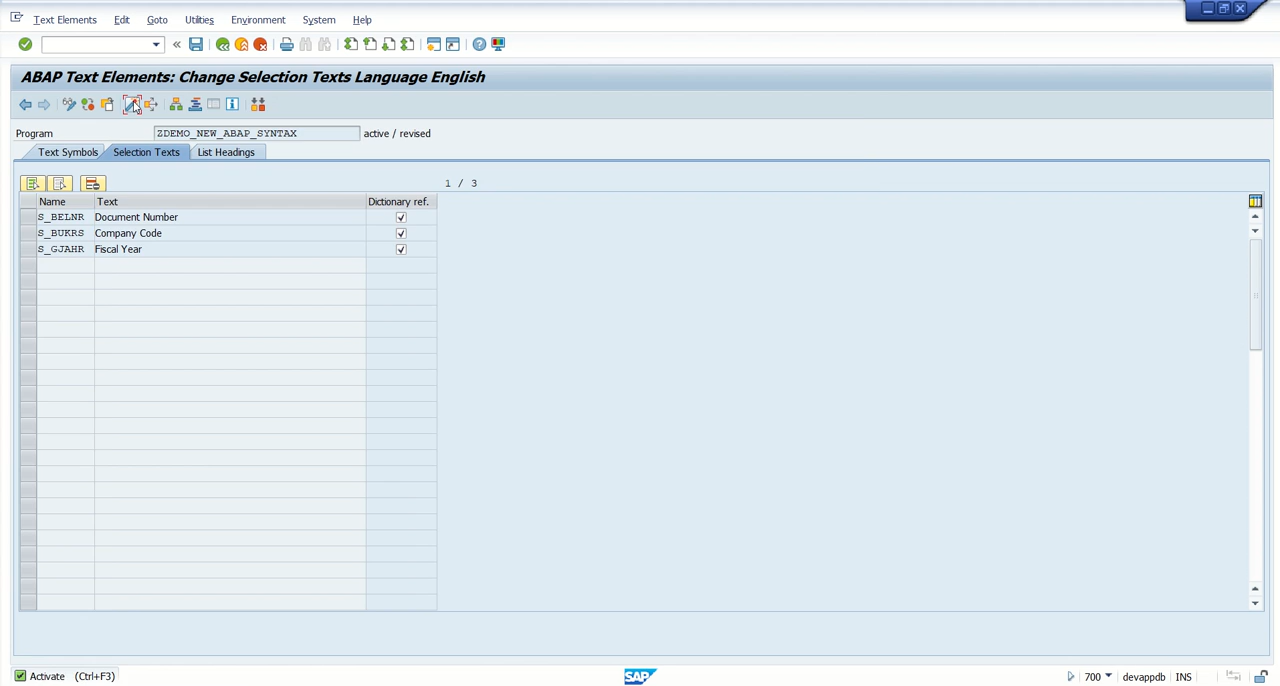 Text Elements Edit Goto Utilities Environment System Help
ABAP Text Elements: Change Selection Texts Language English
Program ZDEMO_NEW_ABAP_SYNTAX active / revised
Text Symbols Selection Texts List Headings
1 / 3
Name Text Dictionary ref.
S_BELNR Document Number
S_BUKRS Company Code
S_GJAHR Fiscal Year
Activate (Ctrl+F3) SAP 700 devappdb INS